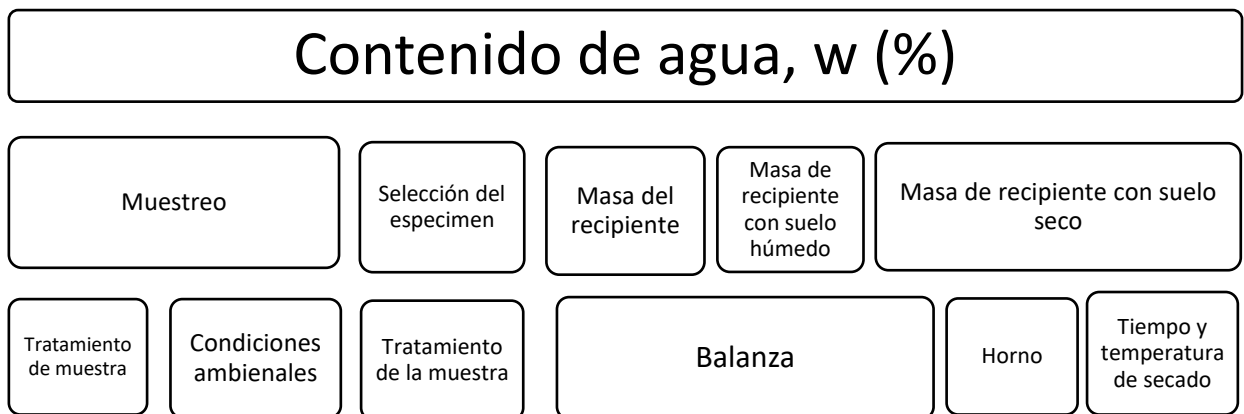 Contenido de agua, w (%)
Muestreo
Selección del
especimen
Masa del
recipiente
Masa de
recipiente
con suelo
húmedo
Masa de recipiente con suelo
seco
Tratamiento
de muestra
Condiciones
ambienales
Tratamiento
de la muestra
Balanza
Horno
Tiempo y
temperatura
de secado